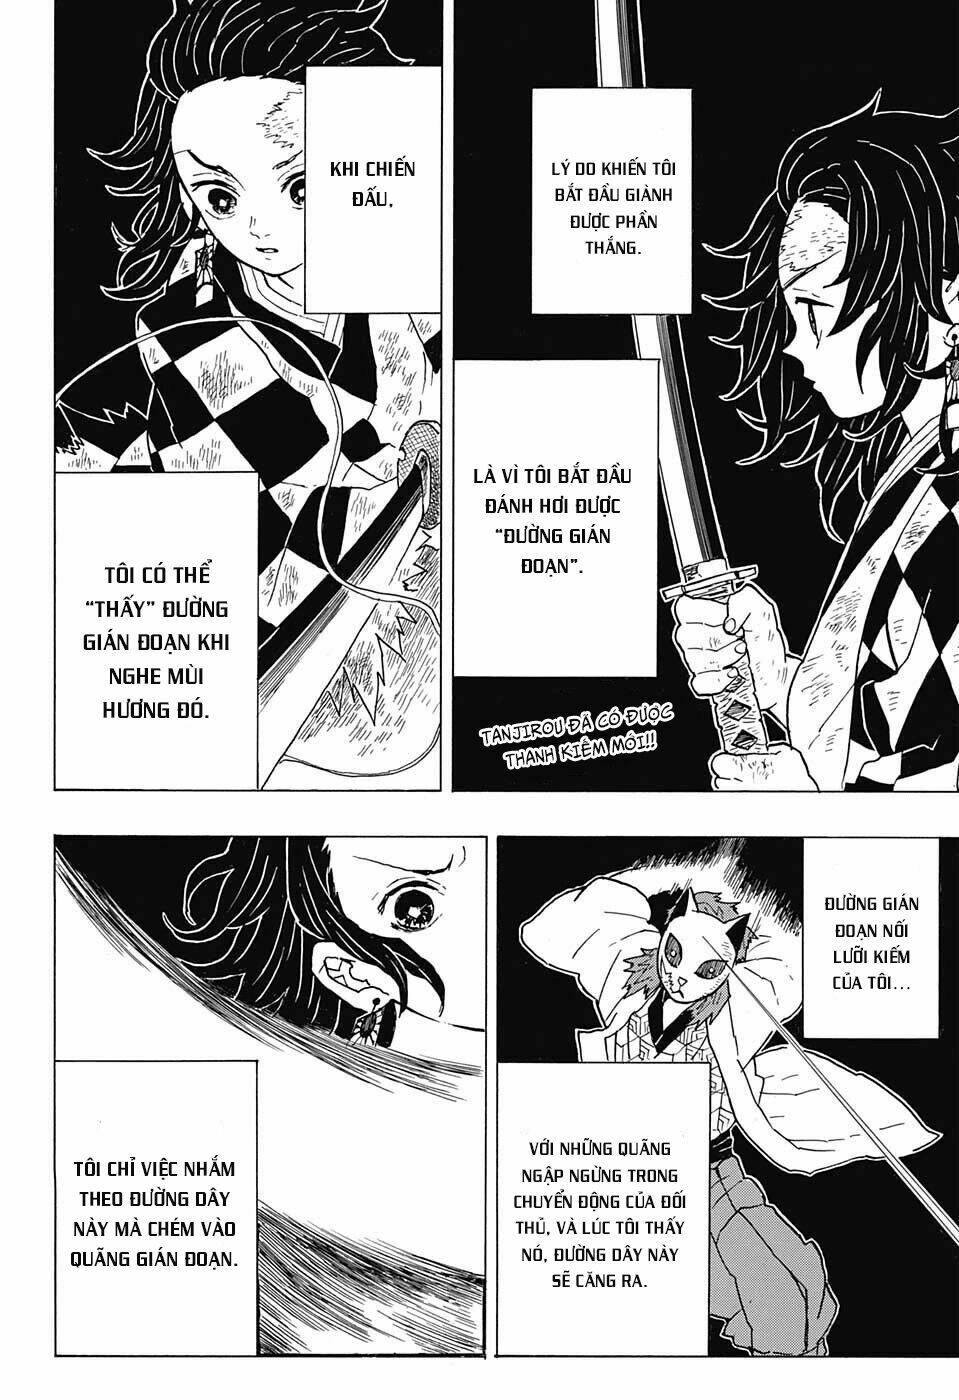 LÝ DO KHIẾN TÔI
BẮT ĐẦU GIÀNH
ĐƯỢC PHẦN
THẮNG.
LÀ VÌ TÔI BẮT ĐẦU
ĐÁNH HƠI ĐƯỢC
“ĐƯỜNG GIÁN
ĐOẠN”.
TANJIROU ĐÃ CÓ ĐƯỢC
THANH KIẾM MỚI!!
KHI CHIẾN
ĐẤU,
TÔI CÓ THỂ
“THẤY” ĐƯỜNG
GIÁN ĐOẠN KHI
NGHE MÙI
HƯƠNG ĐÓ.
ĐƯỜNG GIÁN
ĐOẠN NỐI
LƯỠI KIẾM
CỦA TÔI...
VỚI NHỮNG QUÃNG
NGẬP NGỪNG TRONG
CHUYỂN ĐỘNG CỦA ĐỐI
THỦ, VÀ LÚC TÔI THẤY
NÓ, ĐƯỜNG DÂY NÀY
SẼ CĂNG RA.
TÔI CHỈ VIỆC NHẮM
THEO ĐƯỜNG DÂY
NÀY MÀ CHÉM VÀO
QUÃNG GIÁN ĐOẠN.